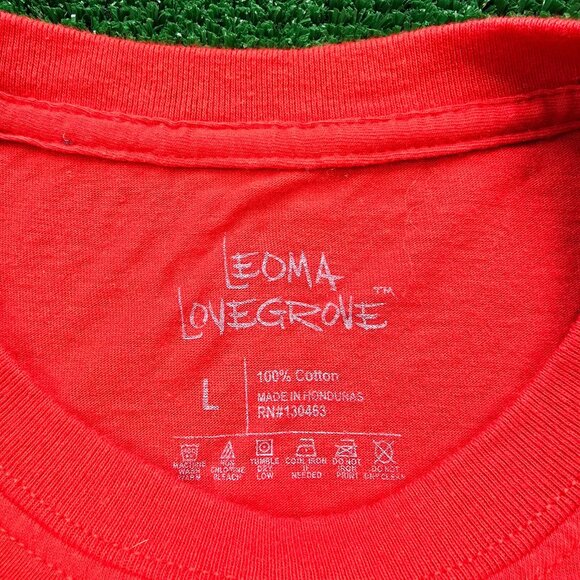 LEOMA
LOVEGROVE™
L
100% Cotton
MADE IN HONDURAS
RN#130463
MACHINE WASH WARM
NON CHLORINE BLEACH
TUMBLE DRY LOW
COOL IRON IF NEEDED
DO NOT IRON PRINT
DO NOT DRY CLEAN